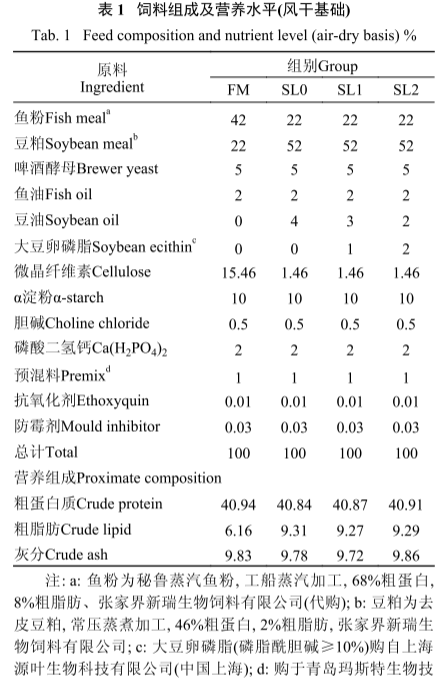 表 1 饲料组成及营养水平(风干基础)
Tab. 1 Feed composition and nutrient level (air-dry basis) %
原料 Ingredient 组别Group
FM SL0 SL1 SL2
鱼粉Fish meal^a 42 22 22 22
豆粕Soybean meal^b 22 52 52 52
啤酒酵母Brewer yeast 5 5 5 5
鱼油Fish oil 2 2 2 2
豆油Soybean oil 0 4 3 2
大豆卵磷脂Soybean ecithin^c 0 0 1 2
微晶纤维素Cellulose 15.46 1.46 1.46 1.46
α淀粉α-starch 10 10 10 10
胆碱Choline chloride 0.5 0.5 0.5 0.5
磷酸二氢钙Ca(H₂PO₄)₂ 2 2 2 2
预混料Premix^d 1 1 1 1
抗氧化剂Ethoxyquin 0.01 0.01 0.01 0.01
防霉剂Mould inhibitor 0.03 0.03 0.03 0.03
总计Total 100 100 100 100
营养组成Proximate composition
粗蛋白质Crude protein 40.94 40.84 40.87 40.91
粗脂肪Crude lipid 6.16 9.31 9.27 9.29
灰分Crude ash 9.83 9.78 9.72 9.86
注: a: 鱼粉为秘鲁蒸汽鱼粉, 工船蒸汽加工, 68%粗蛋白,
8%粗脂肪、张家界新瑞生物饲料有限公司(代购); b: 豆粕为去
皮豆粕, 常压蒸煮加工, 46%粗蛋白, 2%粗脂肪, 张家界新瑞生
物饲料有限公司; c: 大豆卵磷脂(磷脂酰胆碱≥10%)购自上海
源叶生物科技有限公司(中国上海); d: 购于青岛玛斯特生物技